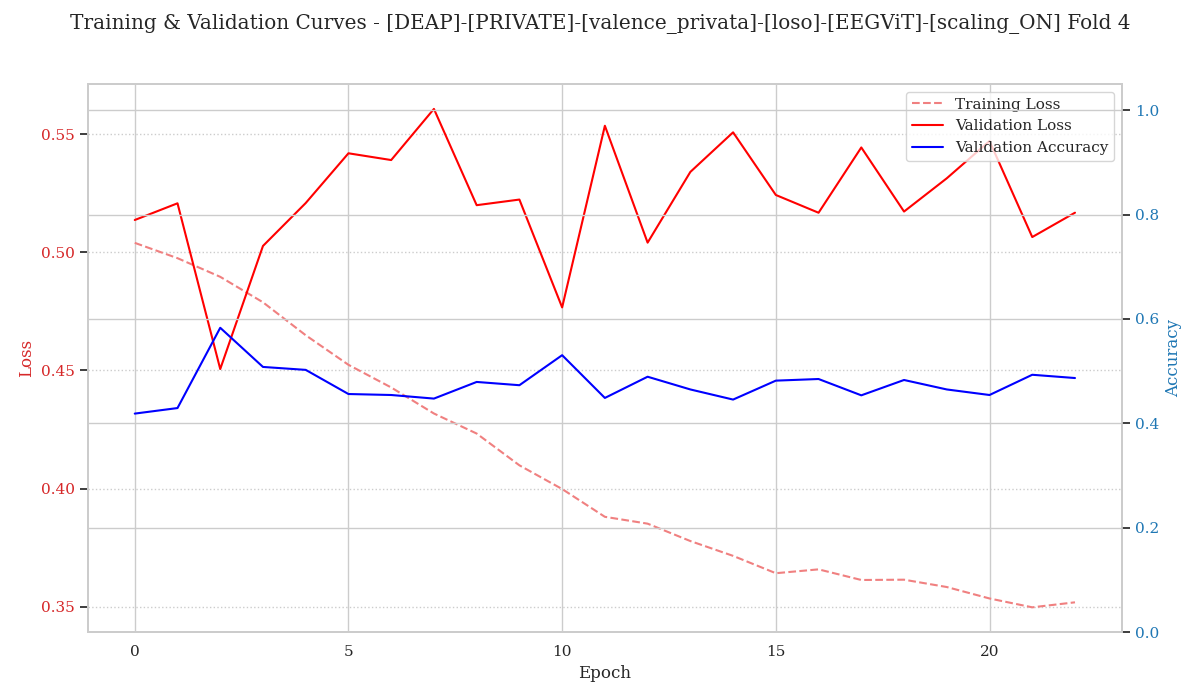 Training & Validation Curves - [DEAP]-[PRIVATE]-[valence_privata]-[loso]-[EEGViT]-[scaling_ON] Fold 4
Training Loss
Validation Loss
Validation Accuracy
Loss
0.55
0.50
0.45
0.40
0.35
1.0
0.8
0.6
0.4
0.2
0.0
Accuracy
0
5
10
15
20
Epoch